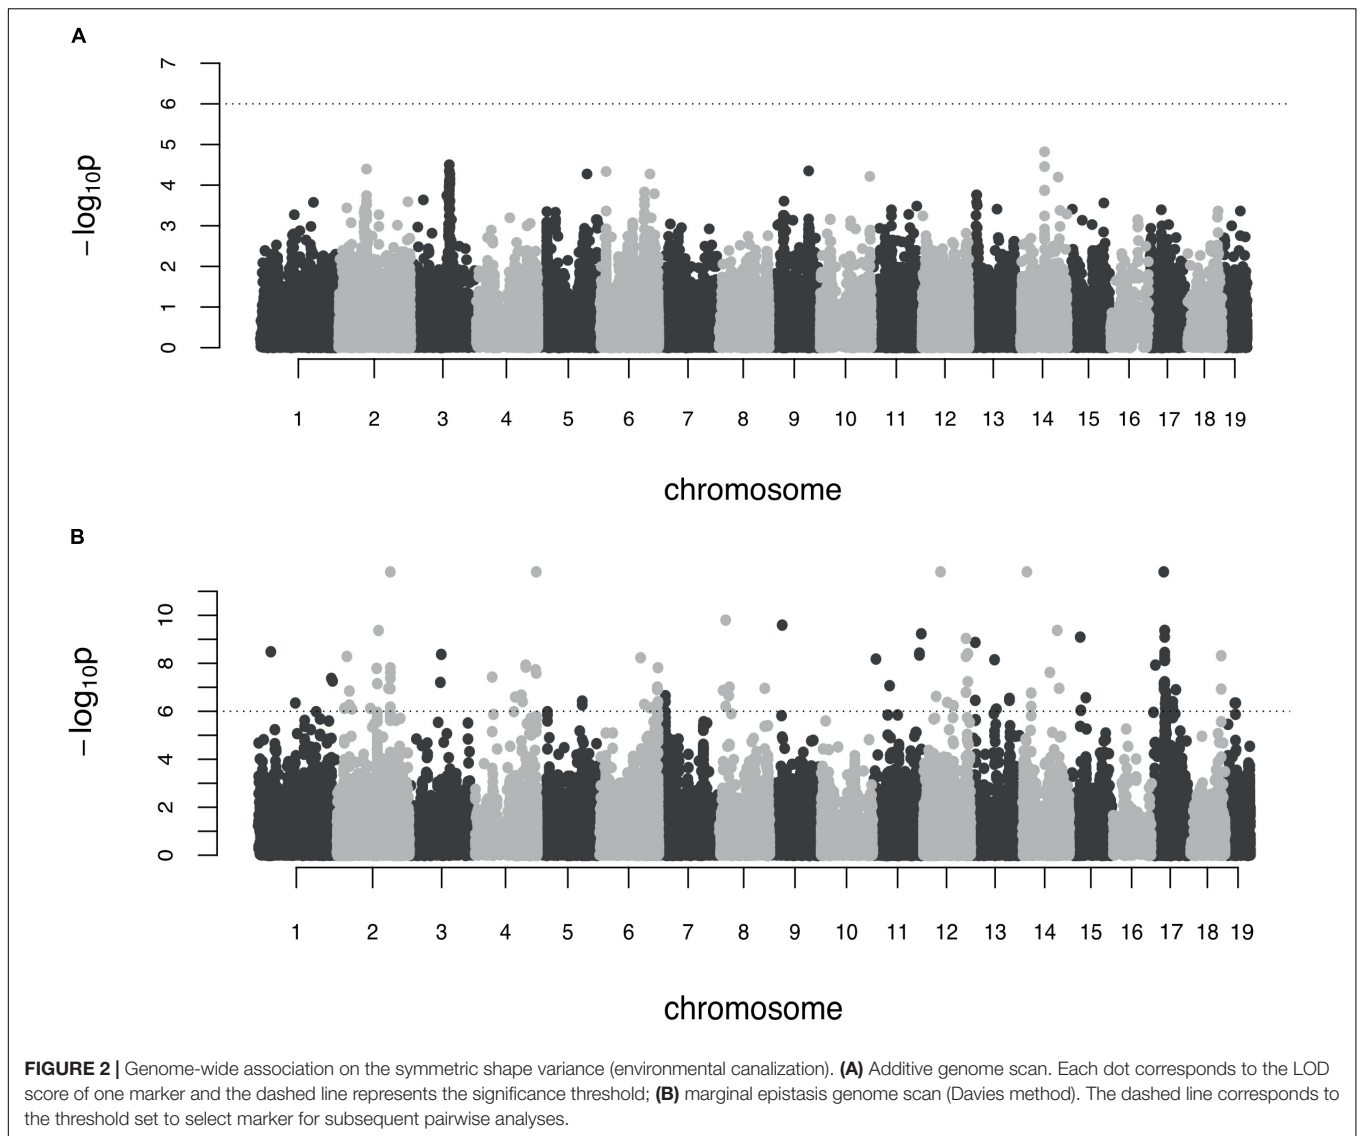 A
7
6
5
4
3
2
1
0
−log10p
1 2 3 4 5 6 7 8 9 10 11 12 13 14 15 16 17 18 19
chromosome
B
10
8
6
4
2
0
−log10p
1 2 3 4 5 6 7 8 9 10 11 12 13 14 15 16 17 18 19
chromosome
FIGURE 2 | Genome-wide association on the symmetric shape variance (environmental canalization). (A) Additive genome scan. Each dot corresponds to the LOD
score of one marker and the dashed line represents the significance threshold; (B) marginal epistasis genome scan (Davies method). The dashed line corresponds to
the threshold set to select marker for subsequent pairwise analyses.